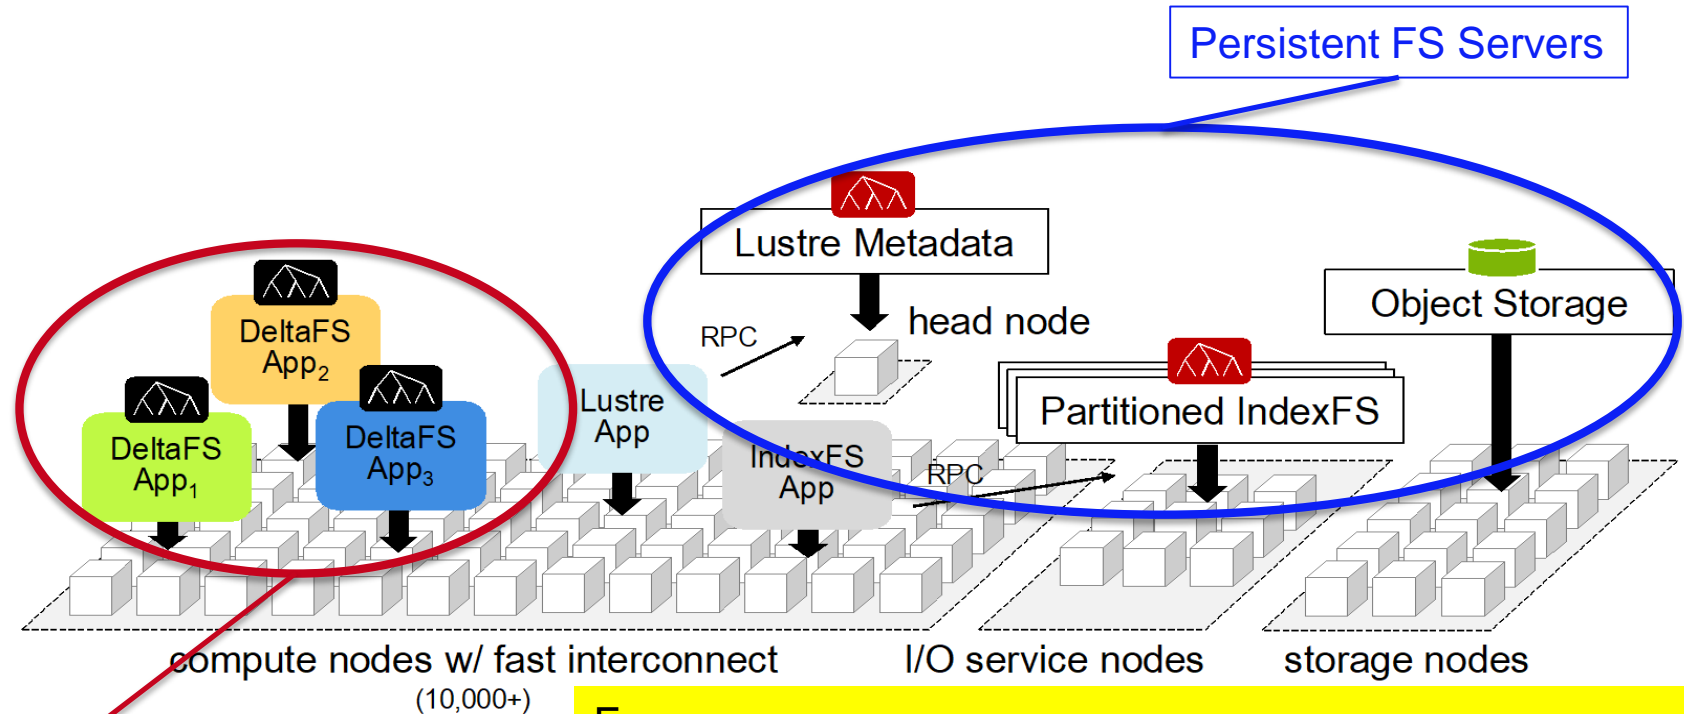 Persistent FS Servers
Lustre Metadata
Object Storage
head node
RPC
DeltaFS
App2
DeltaFS
App1
DeltaFS
App3
Lustre
App
Partitioned IndexFS
IndexFS
App
RPC
compute nodes w/ fast interconnect
(10,000+)
I/O service nodes
storage nodes